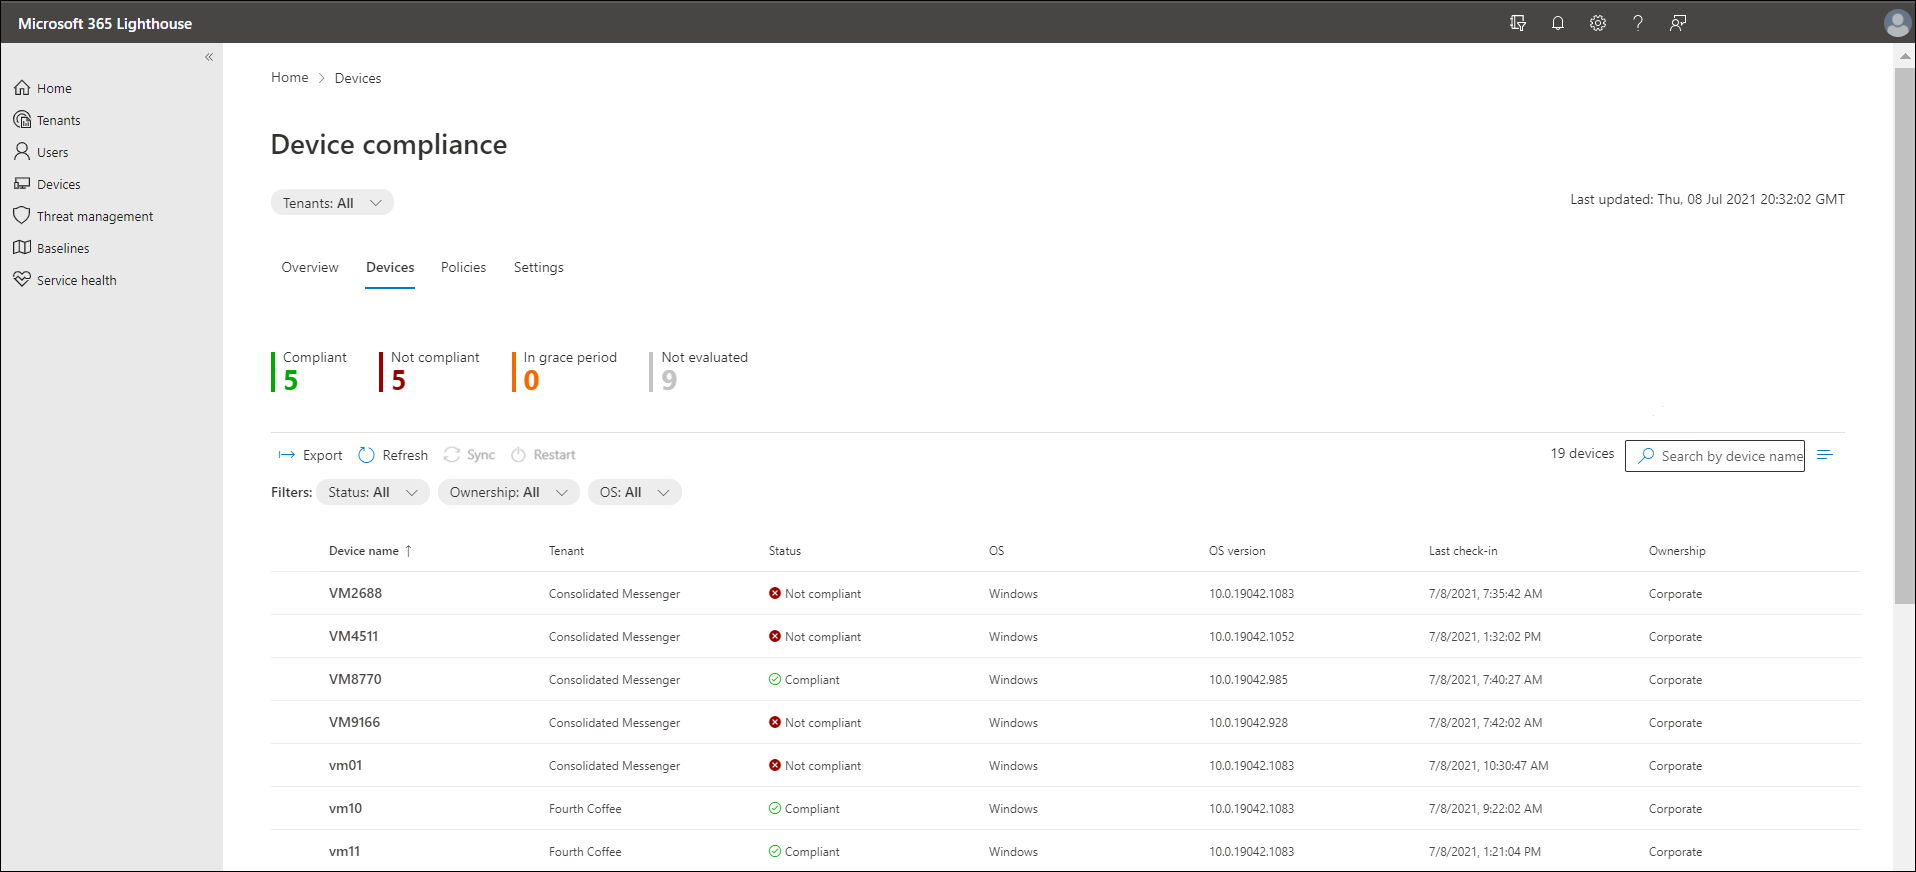 Microsoft 365 Lighthouse
Home
Tenants
Users
Devices
Threat management
Baselines
Service health
Home > Devices
Device compliance
Tenants: All
Last updated: Thu, 08 Jul 2021 20:32:02 GMT
Overview Devices Policies Settings
Compliant Not compliant In grace period Not evaluated
5 5 0 9
Export Refresh Sync Restart 19 devices Search by device name
Filters: Status: All Ownership: All OS: All
Device name ↑ Tenant Status OS OS version Last check-in Ownership
VM2688 Consolidated Messenger Not compliant Windows 10.0.19042.1083 7/8/2021, 7:35:42 AM Corporate
VM4511 Consolidated Messenger Not compliant Windows 10.0.19042.1052 7/8/2021, 1:32:02 PM Corporate
VM8770 Consolidated Messenger Compliant Windows 10.0.19042.985 7/8/2021, 7:40:27 AM Corporate
VM9166 Consolidated Messenger Not compliant Windows 10.0.19042.928 7/8/2021, 7:42:02 AM Corporate
vm01 Consolidated Messenger Not compliant Windows 10.0.19042.1083 7/8/2021, 10:30:47 AM Corporate
vm10 Fourth Coffee Compliant Windows 10.0.19042.1083 7/8/2021, 9:22:02 AM Corporate
vm11 Fourth Coffee Compliant Windows 10.0.19042.1083 7/8/2021, 1:21:04 PM Corporate